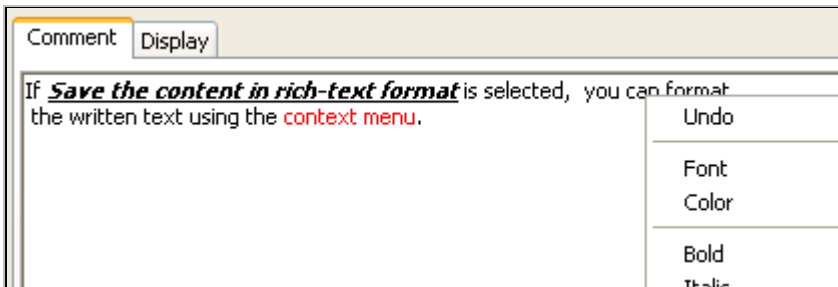 Comment Display
If Save the content in rich-text format is selected, you can format
the written text using the context menu.
Undo
Font
Color
Bold
Italic